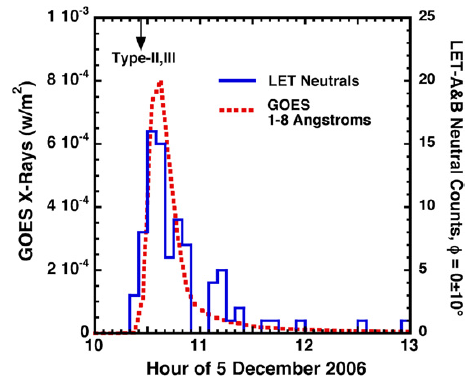 1 10⁻³
8 10⁻⁴
6 10⁻⁴
4 10⁻⁴
2 10⁻⁴
0
GOES X-Rays (w/m²)
Type-II,III
LET Neutrals
GOES
1-8 Angstroms
25
20
15
10
5
0
LET-A&B Neutral Counts, ϕ = 0±10°
10
11
12
13
Hour of 5 December 2006